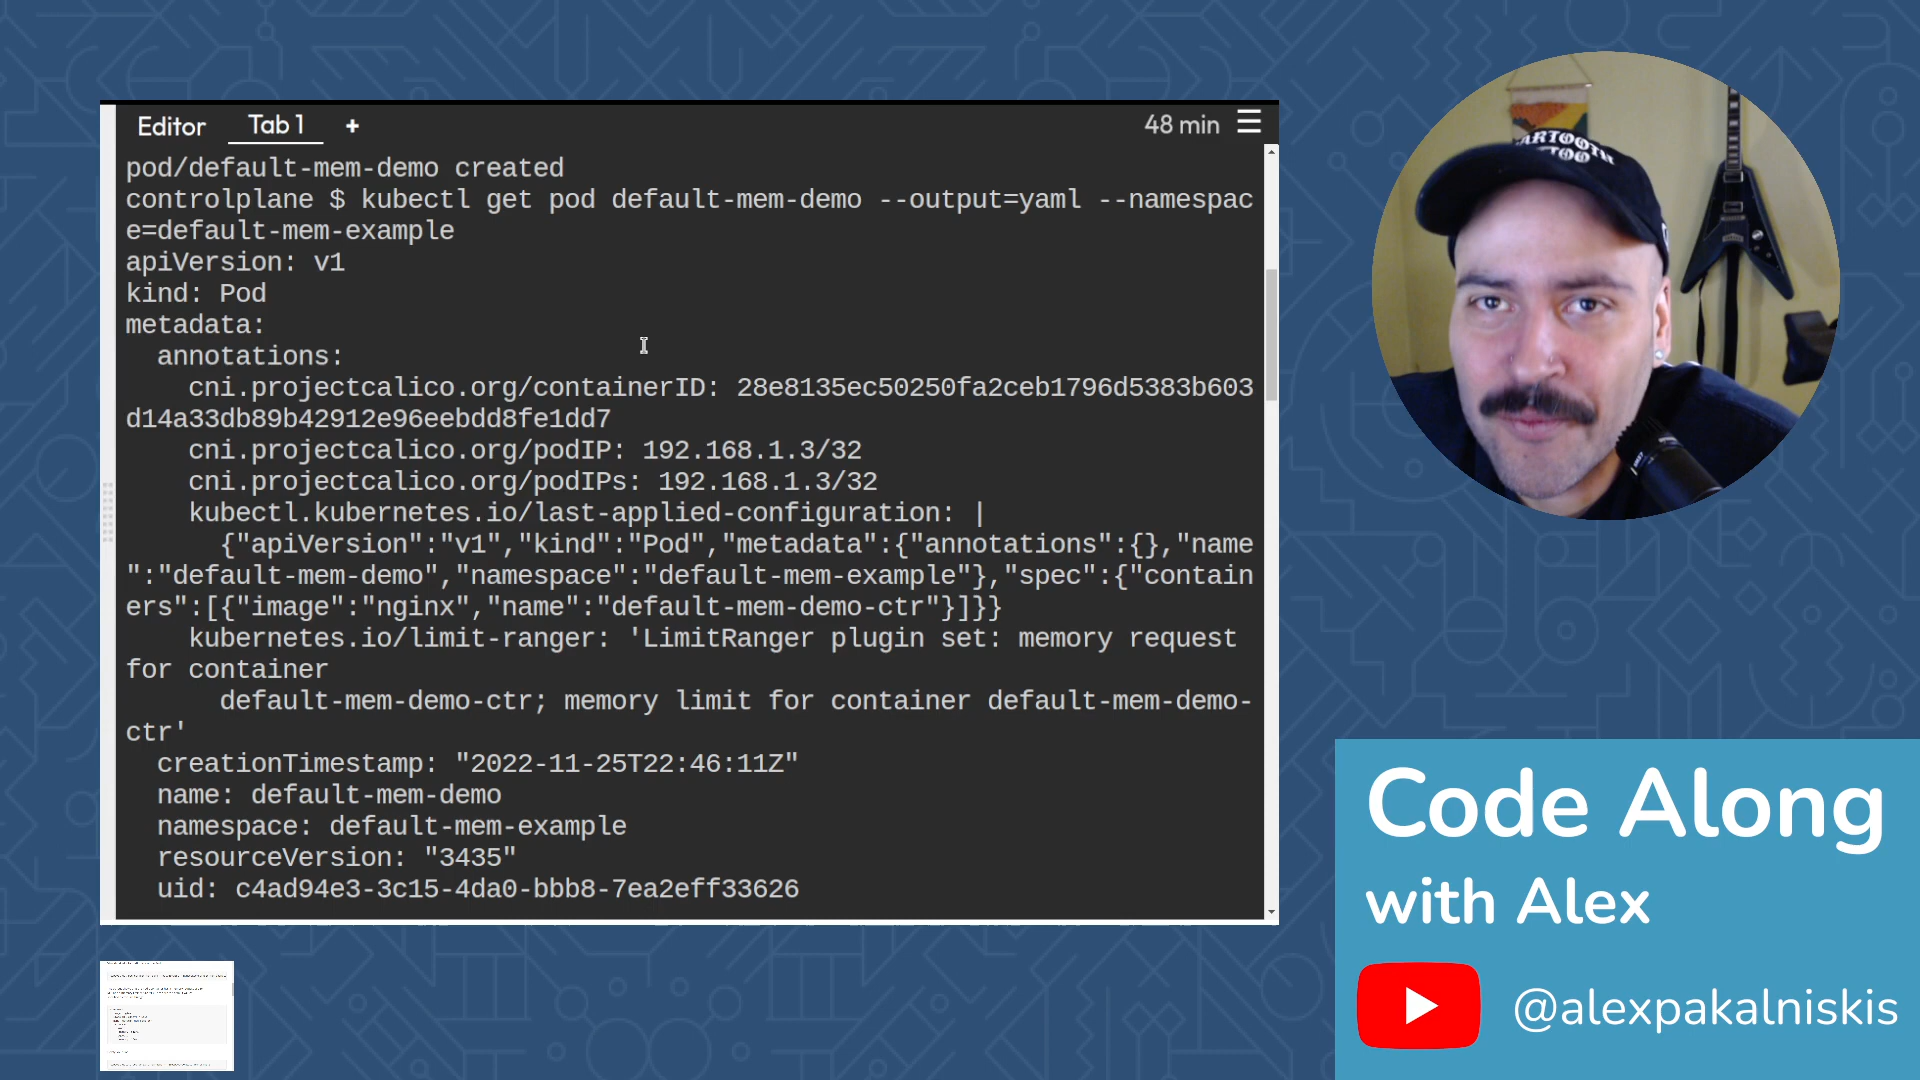 Editor Tab 1 + 48 min
pod/default-mem-demo created
controlplane $ kubectl get pod default-mem-demo --output=yaml --namespac
e=default-mem-example
apiVersion: v1
kind: Pod
metadata:
  annotations:
    cni.projectcalico.org/containerID: 28e8135ec50250fa2ceb1796d5383b603
d14a33db89b42912e96eebdd8fe1dd7
    cni.projectcalico.org/podIP: 192.168.1.3/32
    cni.projectcalico.org/podIPs: 192.168.1.3/32
    kubectl.kubernetes.io/last-applied-configuration: |
      {"apiVersion":"v1","kind":"Pod","metadata":{"annotations":{},"name
":"default-mem-demo","namespace":"default-mem-example"},"spec":{"contain
ers":[{"image":"nginx","name":"default-mem-demo-ctr"}]}}
    kubernetes.io/limit-ranger: 'LimitRanger plugin set: memory request
for container
      default-mem-demo-ctr; memory limit for container default-mem-demo-
ctr'
  creationTimestamp: "2022-11-25T22:46:11Z"
  name: default-mem-demo
  namespace: default-mem-example
  resourceVersion: "3435"
  uid: c4ad94e3-3c15-4da0-bbb8-7ea2eff33626
Code Along
with Alex
@alexpakalniskis